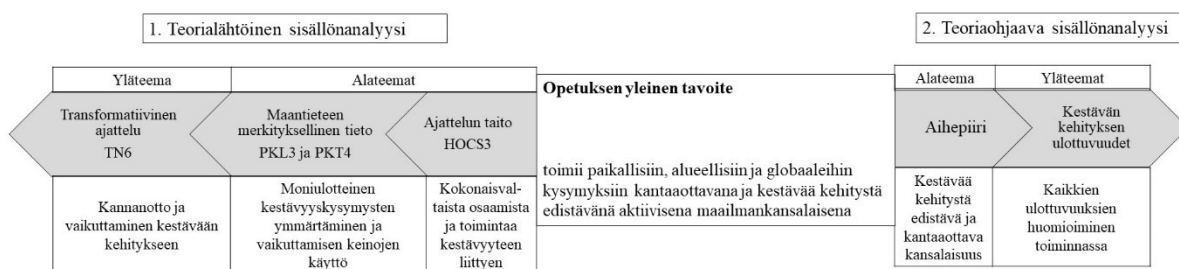 1. Teorialähtöinen sisällönanalyysi
2. Teoriaohjaava sisällönanalyysi
Yläteema
Alateemat
Transformatiivinen
ajattelu
TN6
Maantieteen
merkityksellinen tieto
PKL3 ja PKT4
Ajattelun taito
HOCS3
Kannanotto ja
vaikuttaminen kestävään
kehitykseen
Moniulotteinen
kestävyyskysymysten
ymmärtäminen ja
vaikuttamisen keinojen
käyttö
Kokonaisval-
taista osaamista
ja toimintaa
kestävyyteen
liittyen
Opetuksen yleinen tavoite
toimii paikallisiin, alueellisiin ja globaaleihin
kysymyksiin kantaaottavana ja kestävää kehitystä
edistävänä aktiivisena maailmankansalaisena
Alateema
Yläteemat
Aihepiiri
Kestävän
kehityksen
ulottuvuudet
Kestävää
kehitystä
edistävä ja
kantaaottava
kansalaisuus
Kaikkien
ulottuvuuksien
huomioiminen
toiminnassa